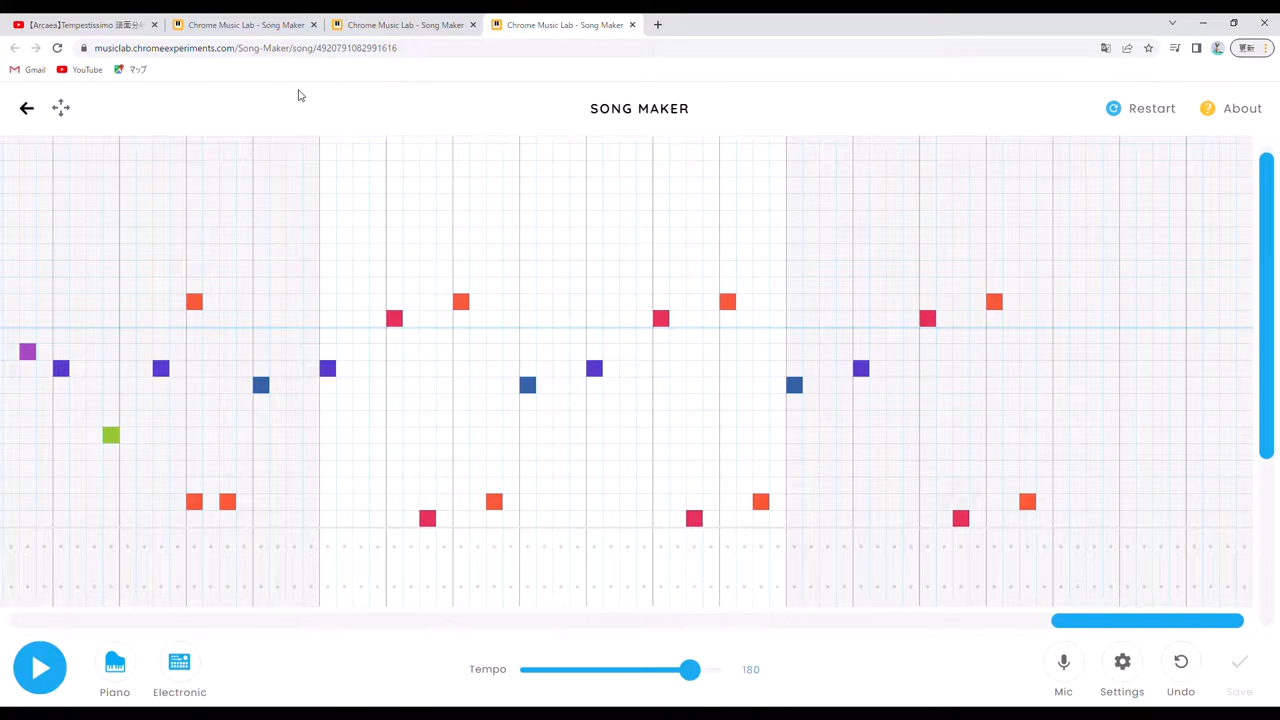 【Arcaea】Tempestissimo 譜面分
Chrome Music Lab - Song Maker
Chrome Music Lab - Song Maker
Chrome Music Lab - Song Maker
musiclab.chromeexperiments.com/Song-Maker/song/4920791082991616
更新
Gmail
YouTube
マップ
SONG MAKER
Restart
About
Tempo
180
Piano
Electronic
Mic
Settings
Undo
Save